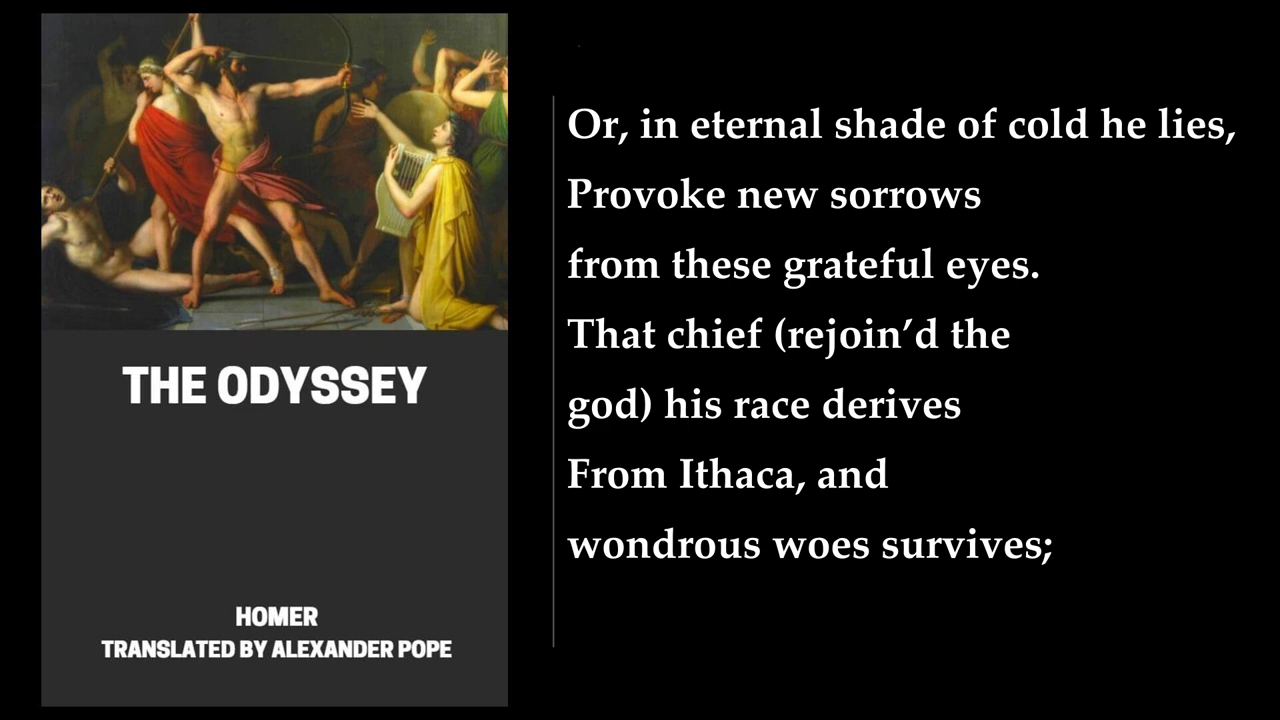 THE ODYSSEY
HOMER
TRANSLATED BY ALEXANDER POPE
Or, in eternal shade of cold he lies,
Provoke new sorrows
from these grateful eyes.
That chief (rejoin’d the
god) his race derives
From Ithaca, and
wondrous woes survives;